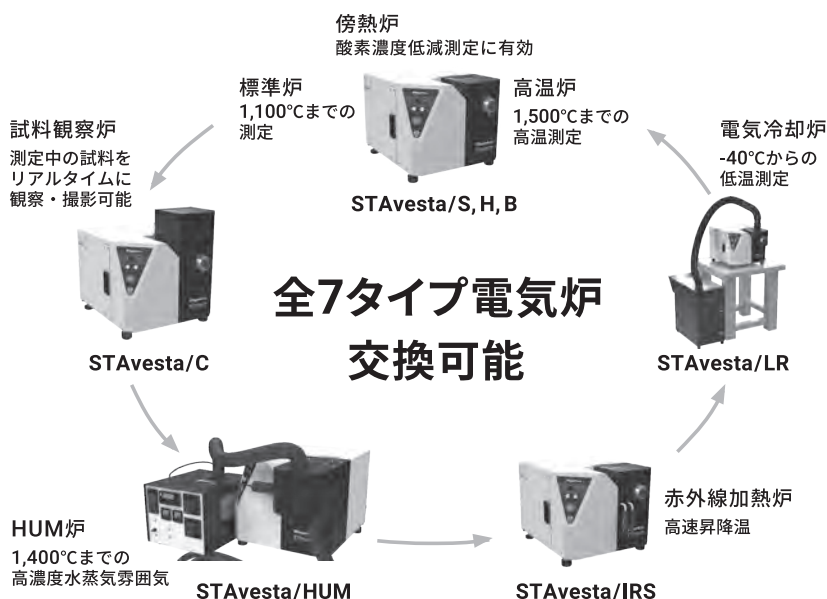 傍熱炉
酸素濃度低減測定に有効
標準炉
1,100℃までの
測定
高温炉
1,500℃までの
高温測定
STAvesta/S, H, B
試料観察炉
測定中の試料を
リアルタイムに
観察・撮影可能
STAvesta/C
電気冷却炉
-40℃からの
低温測定
STAvesta/LR
全7タイプ電気炉
交換可能
HUM炉
1,400℃までの
高濃度水蒸気雰囲気
STAvesta/HUM
赤外線加熱炉
高速昇降温
STAvesta/IRS